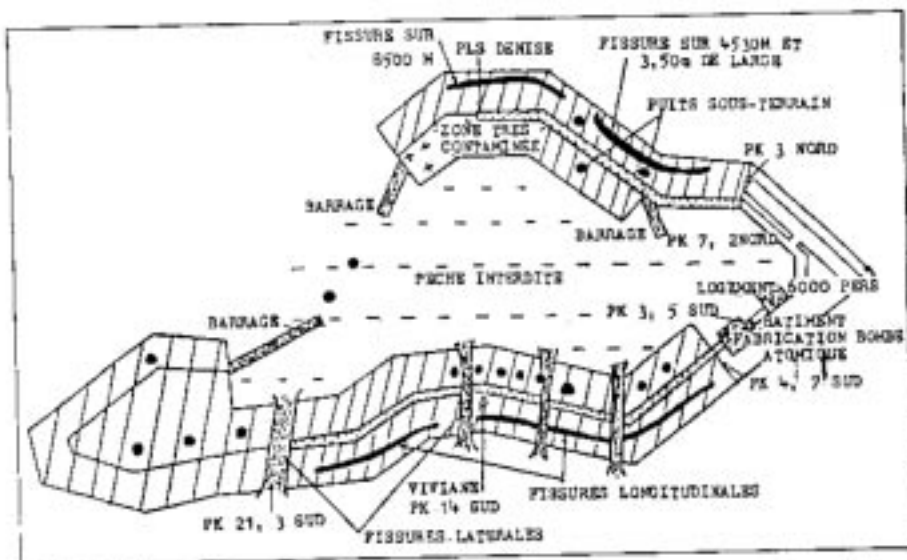 FISSURE SUR
8500 M
PLS DENISE
FISSURE SUR 4530M ET
3,50m DE LARGE
PUITS SOUS-TERRAIN
ZONE TRES
CONTAMINEE
PK 3 NORD
BARRAGE
BARRAGE
PK 7, 2NORD
PECHE INTERDITE
LOGEMENT 5000 PERS
BARRAGE
PK 3, 5 SUD
BATIMENT
FABRICATION BOMBE
ATOMIQUE
PK 4, 7 SUD
VIVIANE
PK 14 SUD
FISSURES LONGITUDINALES
PK 21, 3 SUD
FISSURES LATERALES